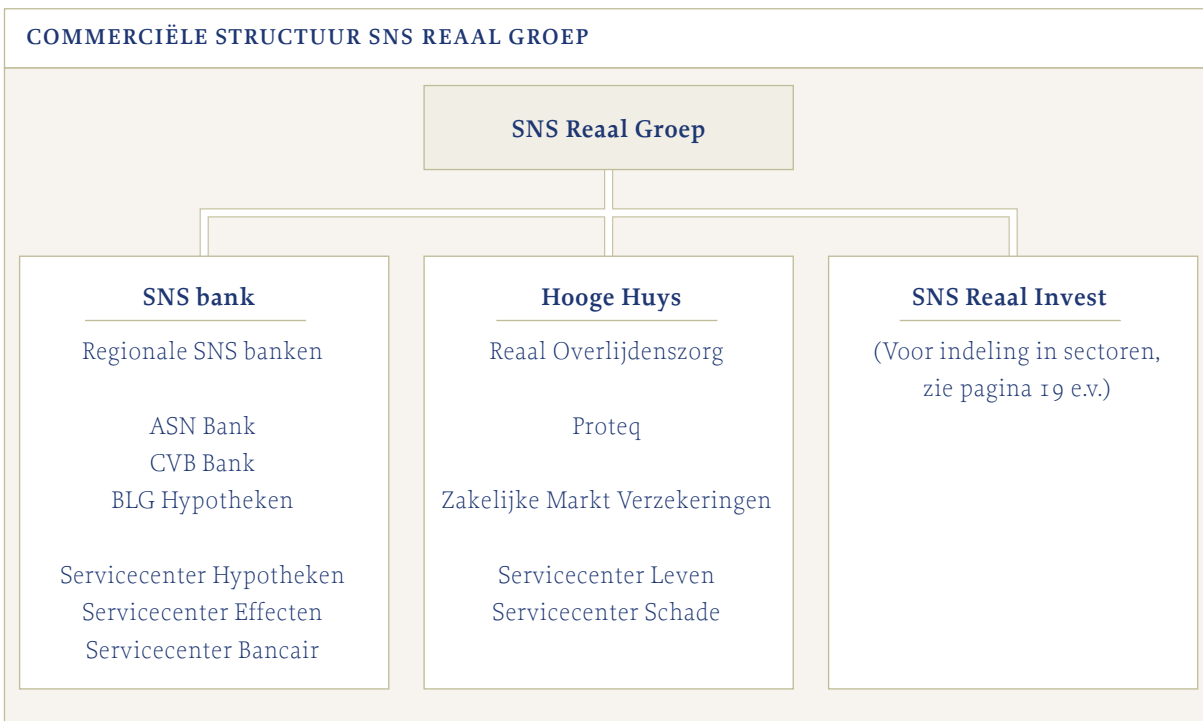 COMMERCIËLE STRUCTUUR SNS REAAL GROEP
SNS Reaal Groep
SNS bank
Regionale SNS banken
ASN Bank
CVB Bank
BLG Hypotheken
Servicecenter Hypotheken
Servicecenter Effecten
Servicecenter Bancair
Hooge Huys
Reaal Overlijdenszorg
Proteq
Zakelijke Markt Verzekeringen
Servicecenter Leven
Servicecenter Schade
SNS Reaal Invest
(Voor indeling in sectoren,
zie pagina 19 e.v.)